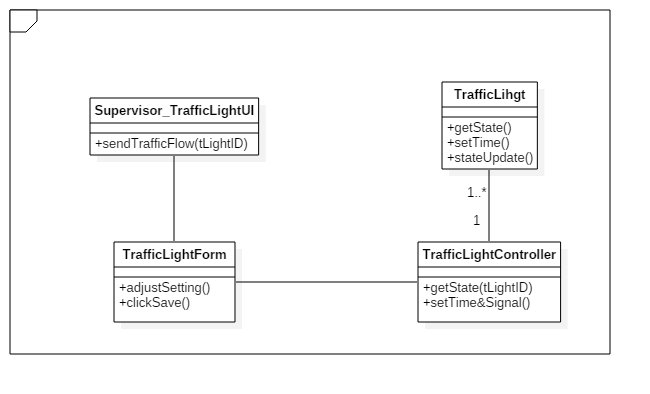 Supervisor_TrafficLightUI
+sendTrafficFlow(tLightID)
TrafficLihgt
+getState()
+setTime()
+stateUpdate()
1..*
1
TrafficLightForm
+adjustSetting()
+clickSave()
TrafficLightController
+getState(tLightID)
+setTime&Signal()